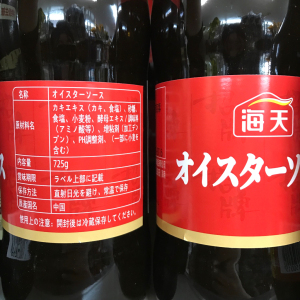 名称 オイスターソース
原材料名 カキエキス（カキ、食塩）、砂糖、
食塩、小麦粉、酵母エキス/調味料
（アミノ酸等）、増粘剤（加工デン
プン）、PH調整剤、（一部に小麦を
含む）
内容量 725g
賞味期限 ラベル上部に記載
保存方法 直射日光を避け、常温で保存
原産国名 中国
使用上の注意：開封後は冷蔵保存してください。
海天
オイスターソ